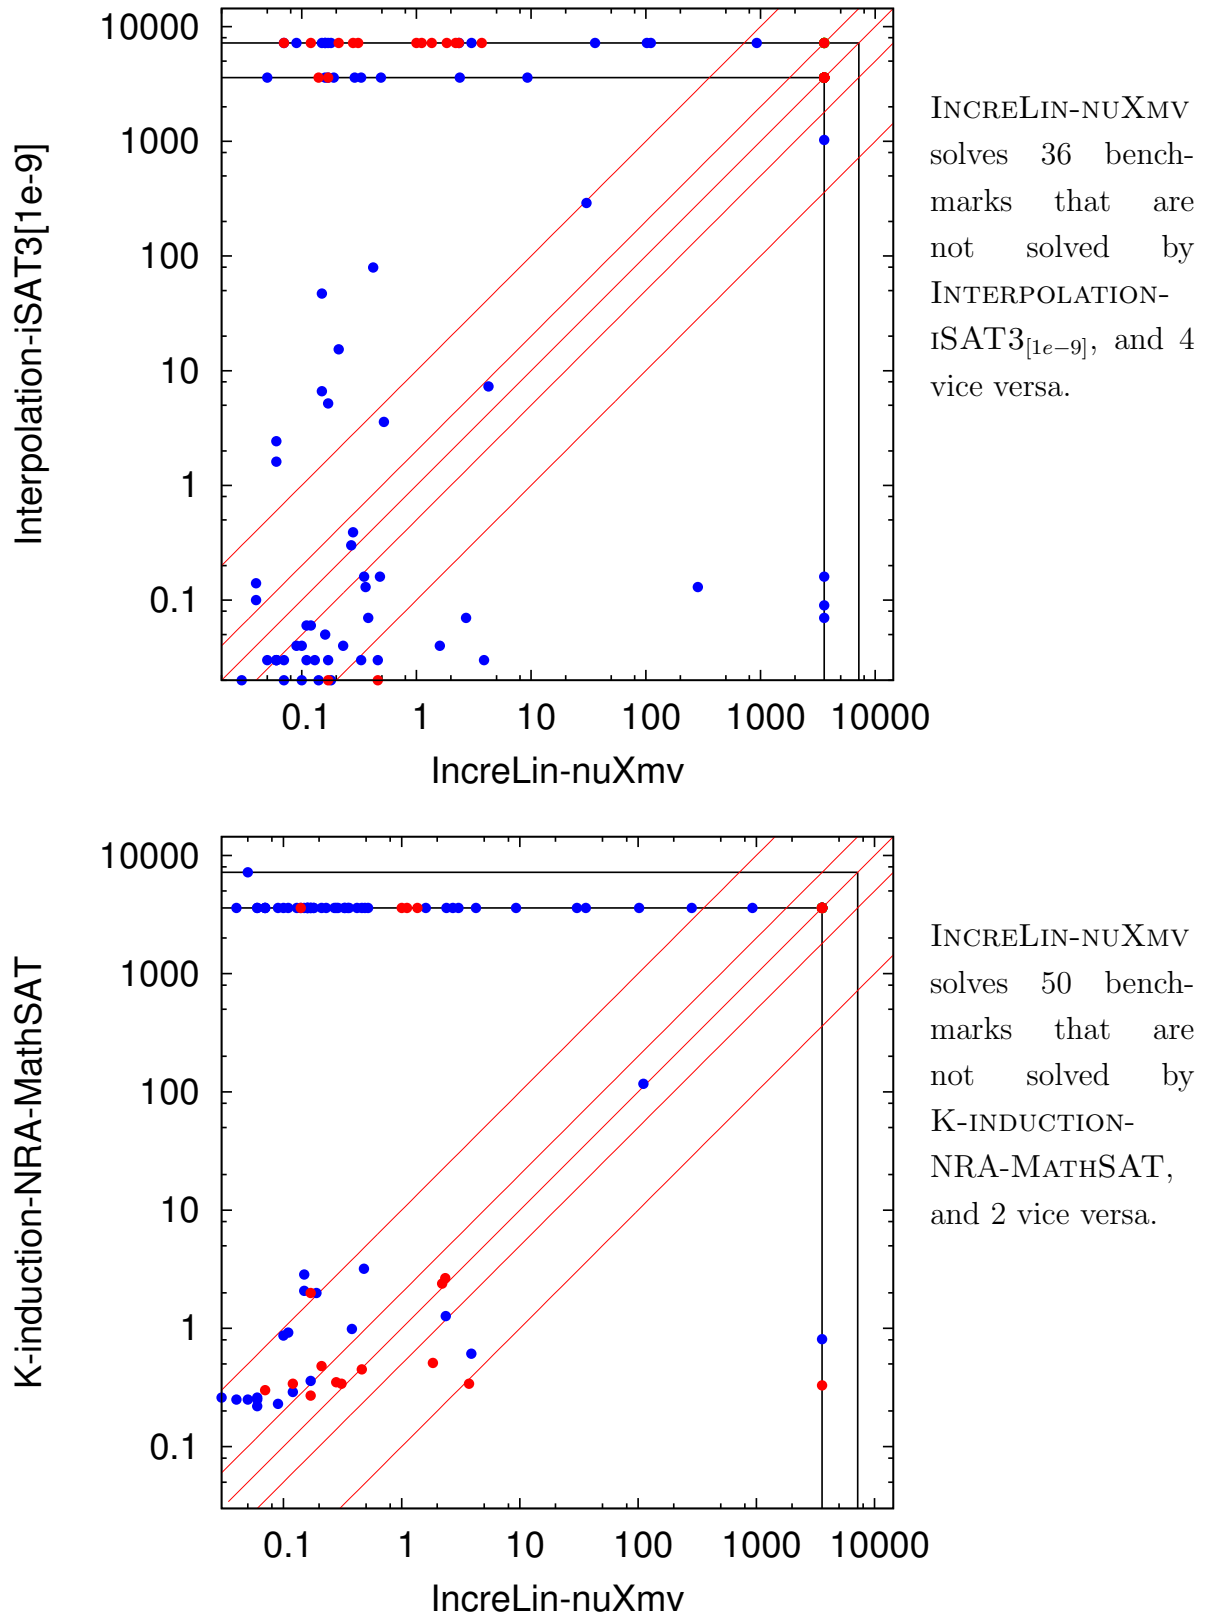 10000
1000
100
10
1
0.1
Interpolation-iSAT3[1e-9]
0.1 1 10 100 1000 10000
IncreLin-nuXmv
INCRELIN-NUXMV
solves 36 bench-
marks that are
not solved by
INTERPOLATION-
ISAT3[1e−9], and 4
vice versa.
10000
1000
100
10
1
0.1
K-induction-NRA-MathSAT
0.1 1 10 100 1000 10000
IncreLin-nuXmv
INCRELIN-NUXMV
solves 50 bench-
marks that are
not solved by
K-INDUCTION-
NRA-MATHSAT,
and 2 vice versa.